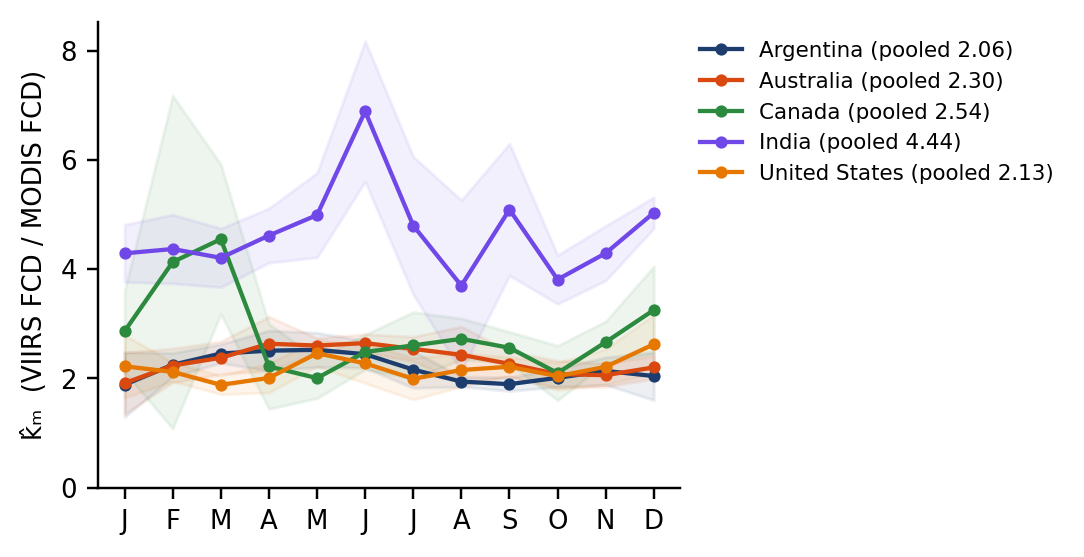 8
6
4
2
0
κ̂ₘ (VIIRS FCD / MODIS FCD)
J F M A M J J A S O N D
Argentina (pooled 2.06)
Australia (pooled 2.30)
Canada (pooled 2.54)
India (pooled 4.44)
United States (pooled 2.13)